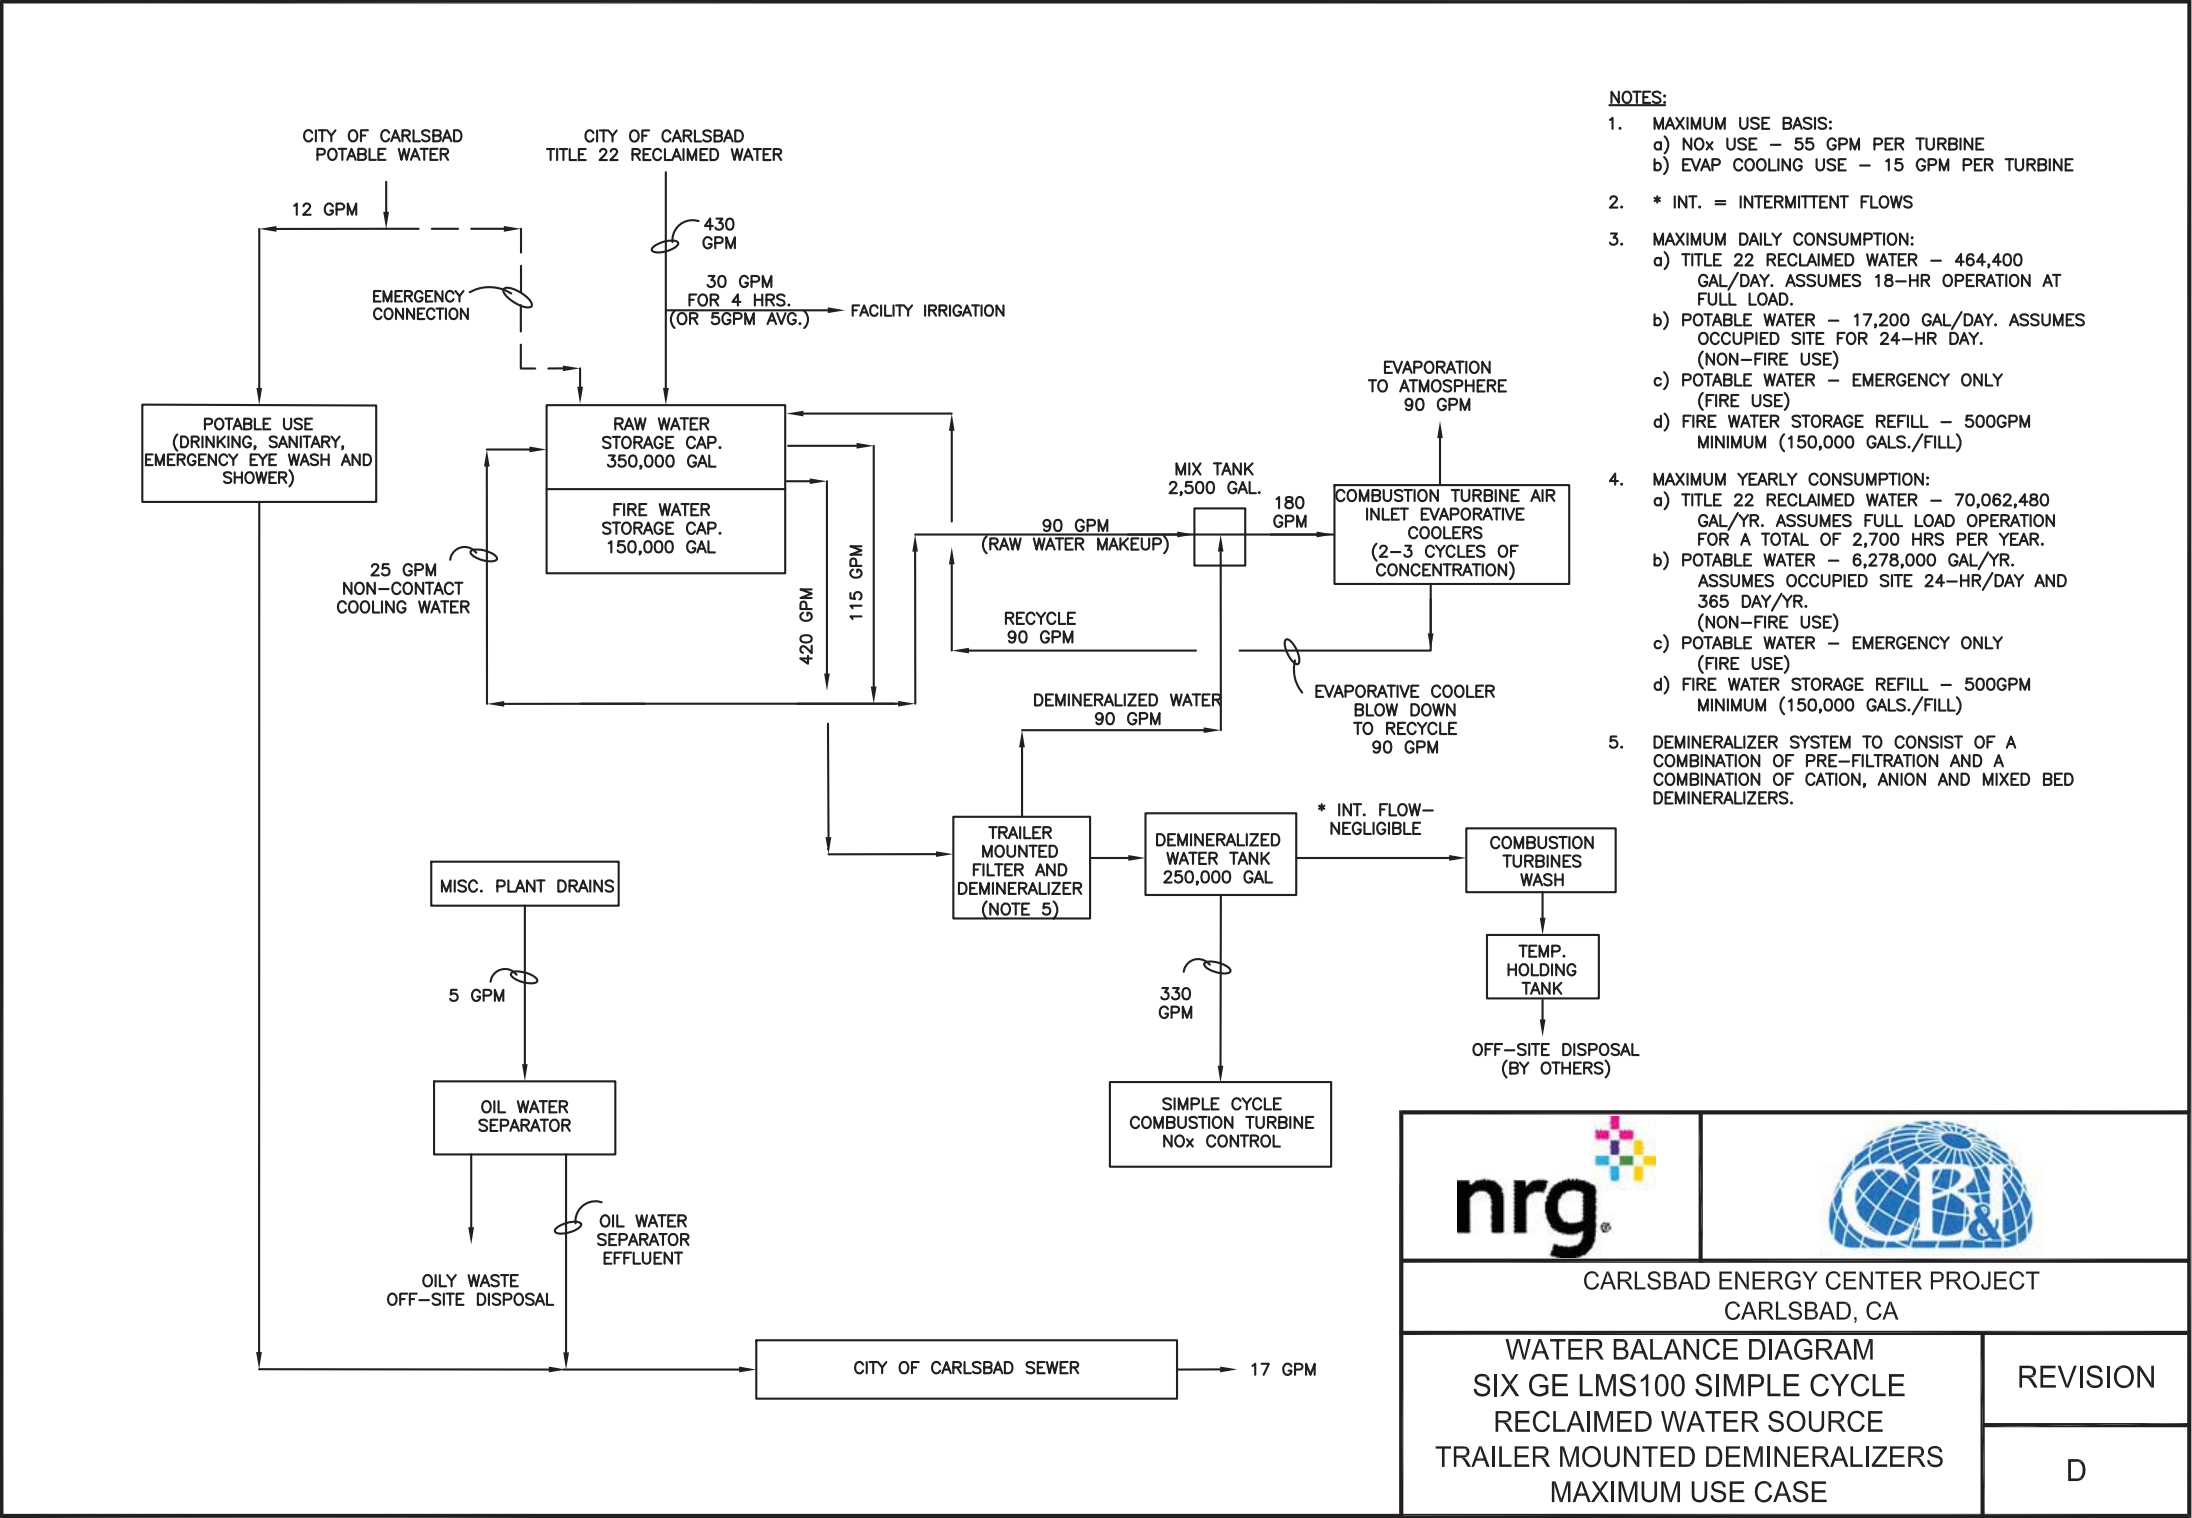 CITY OF CARLSBAD
POTABLE WATER
CITY OF CARLSBAD
TITLE 22 RECLAIMED WATER
12 GPM
430
GPM
30 GPM
FOR 4 HRS.
(OR 5GPM AVG.)
FACILITY IRRIGATION
EMERGENCY
CONNECTION
POTABLE USE
(DRINKING, SANITARY,
EMERGENCY EYE WASH AND
SHOWER)
RAW WATER
STORAGE CAP.
350,000 GAL
FIRE WATER
STORAGE CAP.
150,000 GAL
25 GPM
NON-CONTACT
COOLING WATER
420 GPM
115 GPM
90 GPM
(RAW WATER MAKEUP)
RECYCLE
90 GPM
MIX TANK
2,500 GAL.
180
GPM
EVAPORATION
TO ATMOSPHERE
90 GPM
COMBUSTION TURBINE AIR
INLET EVAPORATIVE
COOLERS
(2-3 CYCLES OF
CONCENTRATION)
EVAPORATIVE COOLER
BLOW DOWN
TO RECYCLE
90 GPM
DEMINERALIZED WATER
90 GPM
TRAILER
MOUNTED
FILTER AND
DEMINERALIZER
(NOTE 5)
DEMINERALIZED
WATER TANK
250,000 GAL
* INT. FLOW-
NEGLIGIBLE
COMBUSTION
TURBINES
WASH
TEMP.
HOLDING
TANK
OFF-SITE DISPOSAL
(BY OTHERS)
330
GPM
SIMPLE CYCLE
COMBUSTION TURBINE
NOx CONTROL
MISC. PLANT DRAINS
5 GPM
OIL WATER
SEPARATOR
OIL WATER
SEPARATOR
EFFLUENT
OILY WASTE
OFF-SITE DISPOSAL
CITY OF CARLSBAD SEWER
17 GPM
NOTES:
1. MAXIMUM USE BASIS:
a) NOx USE - 55 GPM PER TURBINE
b) EVAP COOLING USE - 15 GPM PER TURBINE
2. * INT. = INTERMITTENT FLOWS
3. MAXIMUM DAILY CONSUMPTION:
a) TITLE 22 RECLAIMED WATER - 464,400
GAL/DAY. ASSUMES 18-HR OPERATION AT
FULL LOAD.
b) POTABLE WATER - 17,200 GAL/DAY. ASSUMES
OCCUPIED SITE FOR 24-HR DAY.
(NON-FIRE USE)
c) POTABLE WATER - EMERGENCY ONLY
(FIRE USE)
d) FIRE WATER STORAGE REFILL - 500GPM
MINIMUM (150,000 GALS./FILL)
4. MAXIMUM YEARLY CONSUMPTION:
a) TITLE 22 RECLAIMED WATER - 70,062,480
GAL/YR. ASSUMES FULL LOAD OPERATION
FOR A TOTAL OF 2,700 HRS PER YEAR.
b) POTABLE WATER - 6,278,000 GAL/YR.
ASSUMES OCCUPIED SITE 24-HR/DAY AND
365 DAY/YR.
(NON-FIRE USE)
c) POTABLE WATER - EMERGENCY ONLY
(FIRE USE)
d) FIRE WATER STORAGE REFILL - 500GPM
MINIMUM (150,000 GALS./FILL)
5. DEMINERALIZER SYSTEM TO CONSIST OF A
COMBINATION OF PRE-FILTRATION AND A
COMBINATION OF CATION, ANION AND MIXED BED
DEMINERALIZERS.
nrg
CB&I
CARLSBAD ENERGY CENTER PROJECT
CARLSBAD, CA
WATER BALANCE DIAGRAM
SIX GE LMS100 SIMPLE CYCLE
RECLAIMED WATER SOURCE
TRAILER MOUNTED DEMINERALIZERS
MAXIMUM USE CASE
REVISION
D